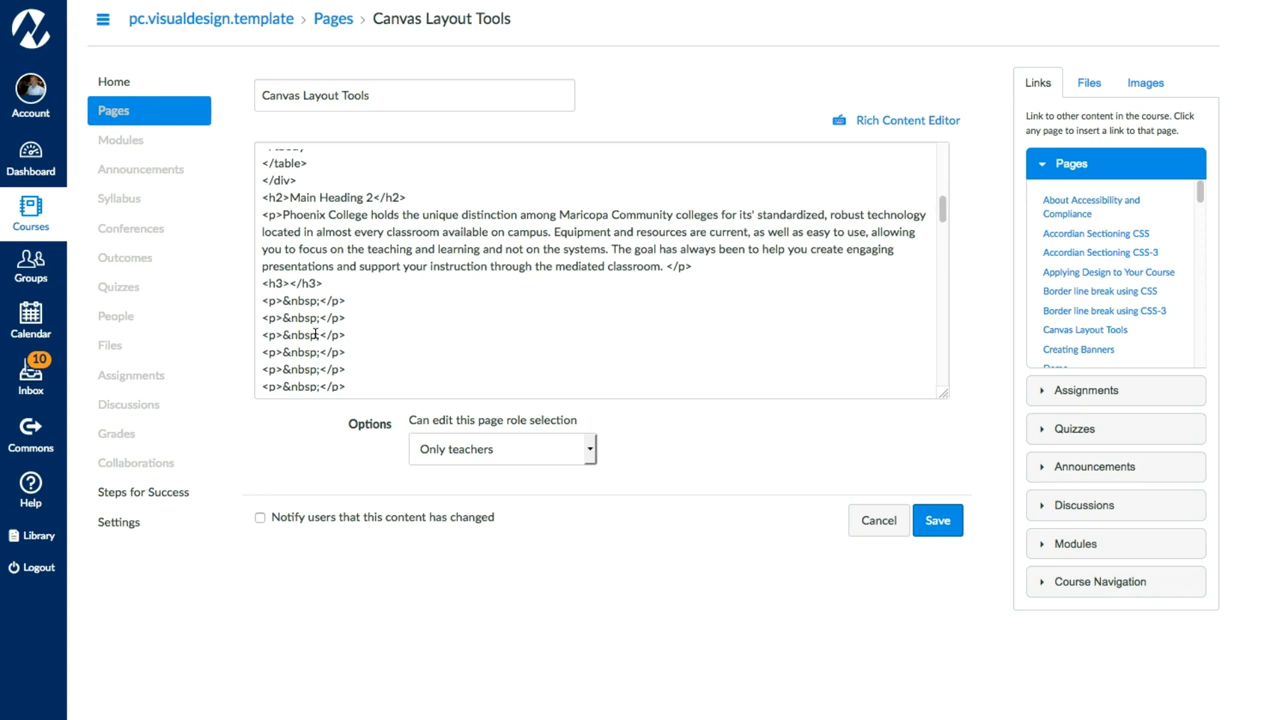 pc.visualdesign.template › Pages › Canvas Layout Tools
Account
Dashboard
Courses
Groups
Calendar
10
Inbox
Commons
Help
Library
Logout
Home
Pages
Modules
Announcements
Syllabus
Conferences
Outcomes
Quizzes
People
Files
Assignments
Discussions
Grades
Collaborations
Steps for Success
Settings
Canvas Layout Tools
Rich Content Editor
</table>
</div>
<h2>Main Heading 2</h2>
<p>Phoenix College holds the unique distinction among Maricopa Community colleges for its' standardized, robust technology
located in almost every classroom available on campus. Equipment and resources are current, as well as easy to use, allowing
you to focus on the teaching and learning and not on the systems. The goal has always been to help you create engaging
presentations and support your instruction through the mediated classroom. </p>
<h3></h3>
<p>&nbsp;</p>
<p>&nbsp;</p>
<p>&nbsp;</p>
<p>&nbsp;</p>
<p>&nbsp;</p>
<p>&nbsp;</p>
Options
Can edit this page role selection
Only teachers
Notify users that this content has changed
Cancel
Save
Links Files Images
Link to other content in the course. Click
any page to insert a link to that page.
Pages
About Accessibility and
Compliance
Accordian Sectioning CSS
Accordian Sectioning CSS-3
Applying Design to Your Course
Border line break using CSS
Border line break using CSS-3
Canvas Layout Tools
Creating Banners
Assignments
Quizzes
Announcements
Discussions
Modules
Course Navigation